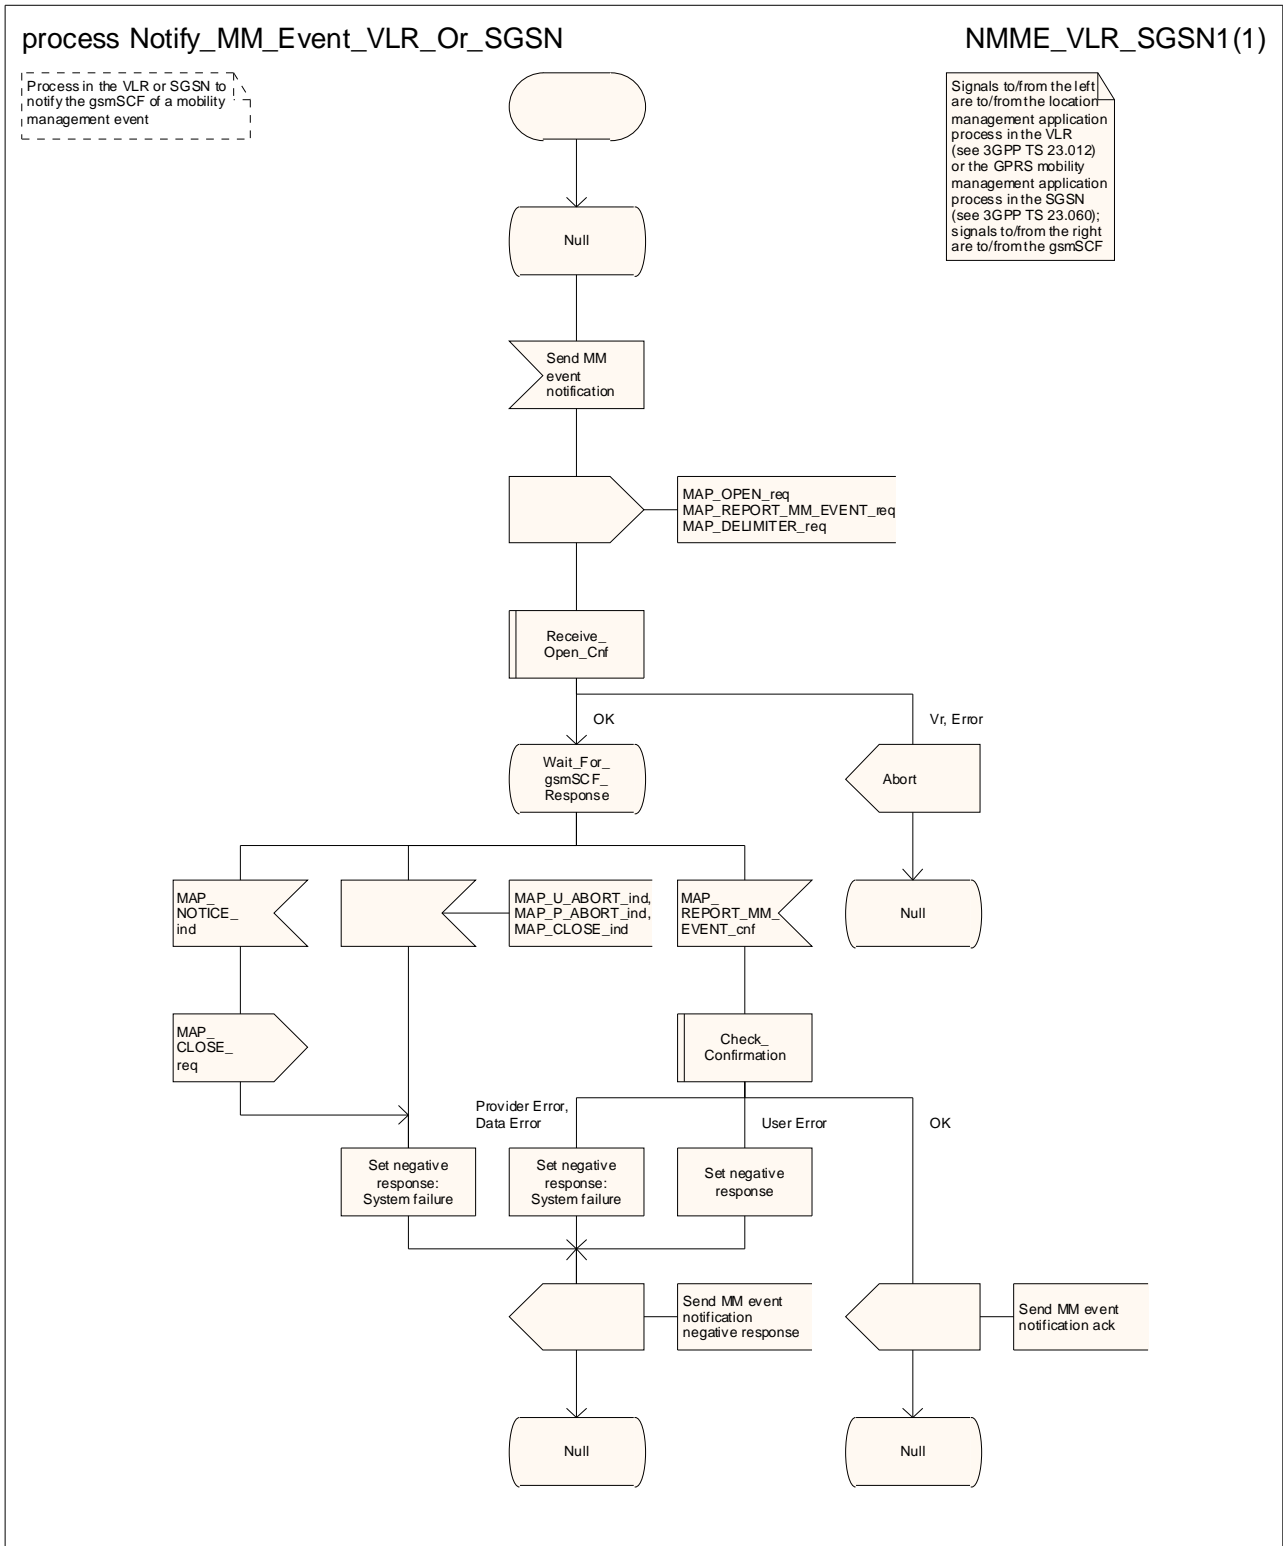 process Notify_MM_Event_VLR_Or_SGSN
NMME_VLR_SGSN1(1)
Process in the VLR or SGSN to
notify the gsmSCF of a mobility
management event
Signals to/from the left
are to/from the location
management application
process in the VLR
(see 3GPP TS 23.012)
or the GPRS mobility
management application
process in the SGSN
(see 3GPP TS 23.060);
signals to/from the right
are to/from the gsmSCF
Null
Send MM
event
notification
MAP_OPEN_req
MAP_REPORT_MM_EVENT_req
MAP_DELIMITER_req
Receive_
Open_Cnf
OK
Vr, Error
Wait_For_
gsmSCF_
Response
Abort
MAP_
NOTICE_
ind
MAP_U_ABORT_ind,
MAP_P_ABORT_ind,
MAP_CLOSE_ind
MAP_
REPORT_MM_
EVENT_cnf
Null
MAP_
CLOSE_
req
Check_
Confirmation
Provider Error,
Data Error
User Error
OK
Set negative
response:
System failure
Set negative
response:
System failure
Set negative
response
Send MM event
notification
negative response
Send MM event
notification ack
Null
Null